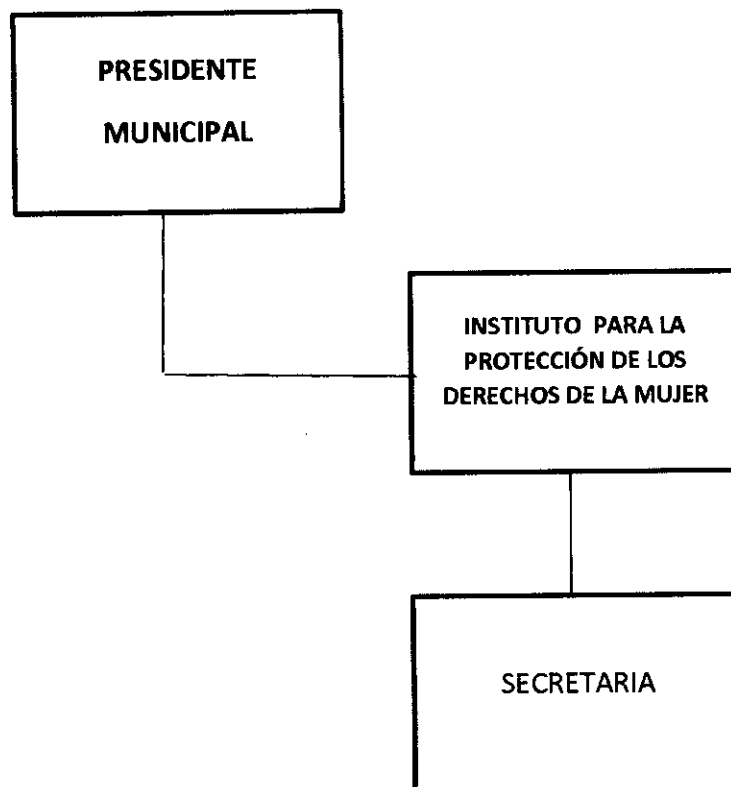 PRESIDENTE
MUNICIPAL
INSTITUTO PARA LA
PROTECCIÓN DE LOS
DERECHOS DE LA MUJER
SECRETARIA